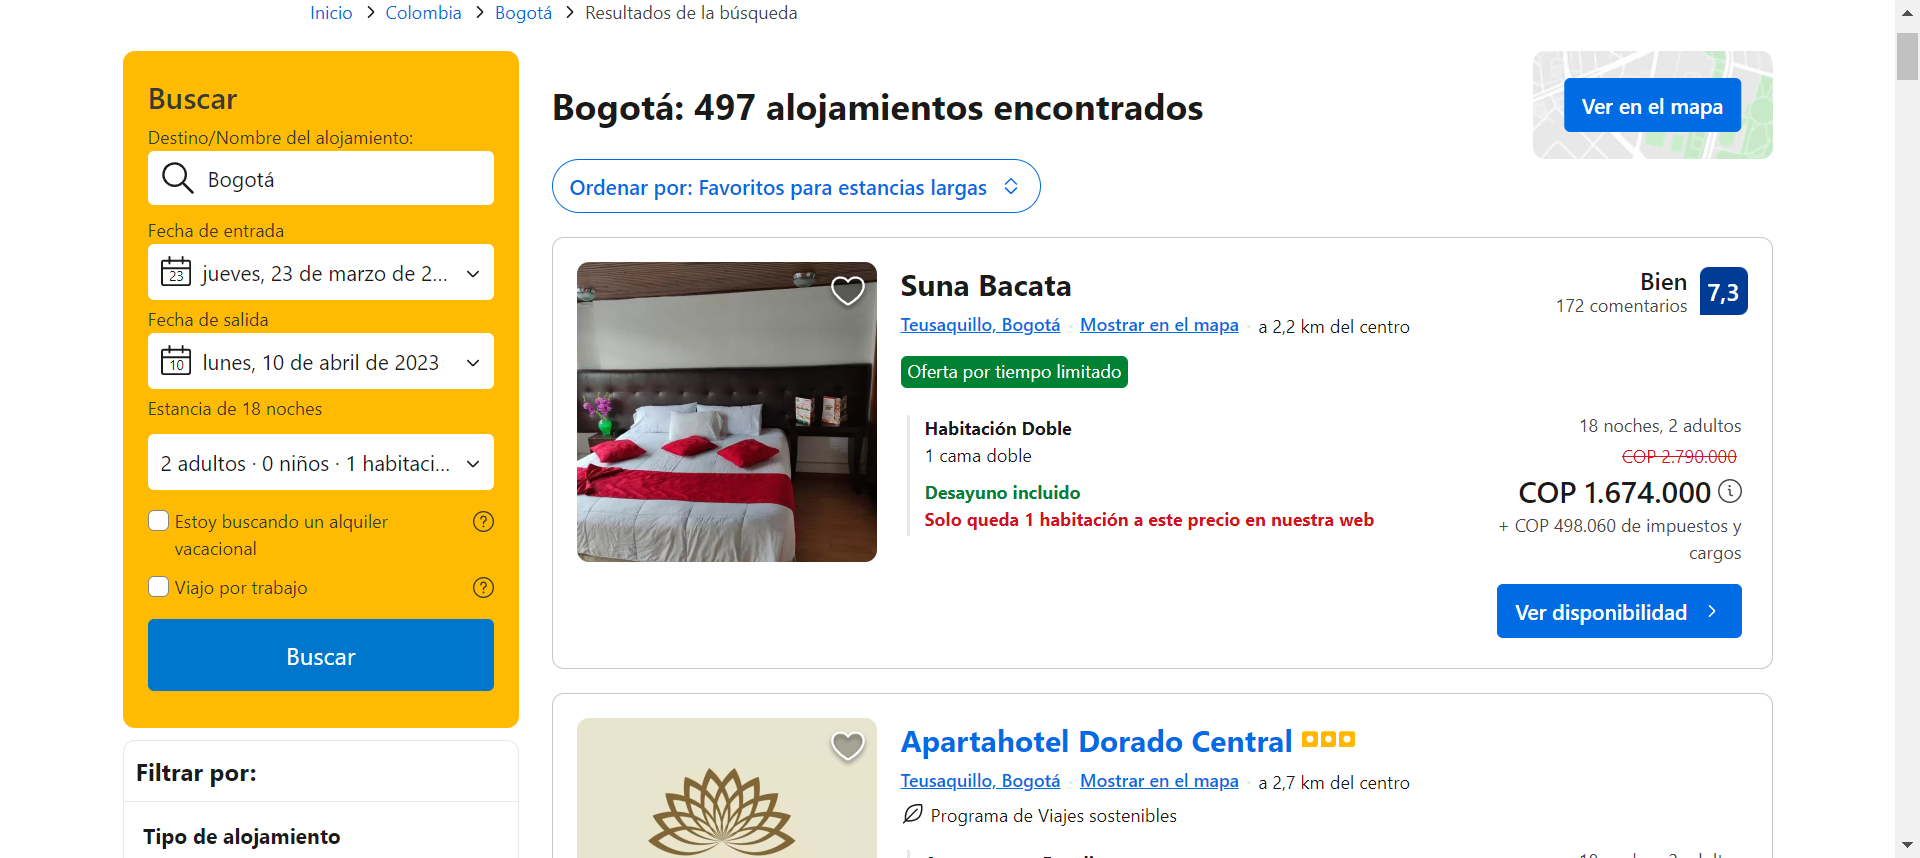 Inicio > Colombia > Bogotá > Resultados de la búsqueda
Buscar
Destino/Nombre del alojamiento:
Bogotá
Fecha de entrada
23 jueves, 23 de marzo de 2...
Fecha de salida
10 lunes, 10 de abril de 2023
Estancia de 18 noches
2 adultos · 0 niños · 1 habitaci...
Estoy buscando un alquiler
vacacional
Viajo por trabajo
Buscar
Filtrar por:
Tipo de alojamiento
Bogotá: 497 alojamientos encontrados
Ver en el mapa
Ordenar por: Favoritos para estancias largas
Suna Bacata
Teusaquillo, Bogotá · Mostrar en el mapa · a 2,2 km del centro
Bien
172 comentarios
7,3
Oferta por tiempo limitado
Habitación Doble
1 cama doble
Desayuno incluido
Solo queda 1 habitación a este precio en nuestra web
18 noches, 2 adultos
COP 2.790.000
COP 1.674.000
+ COP 498.060 de impuestos y
cargos
Ver disponibilidad
Apartahotel Dorado Central
Teusaquillo, Bogotá · Mostrar en el mapa · a 2,7 km del centro
Programa de Viajes sostenibles